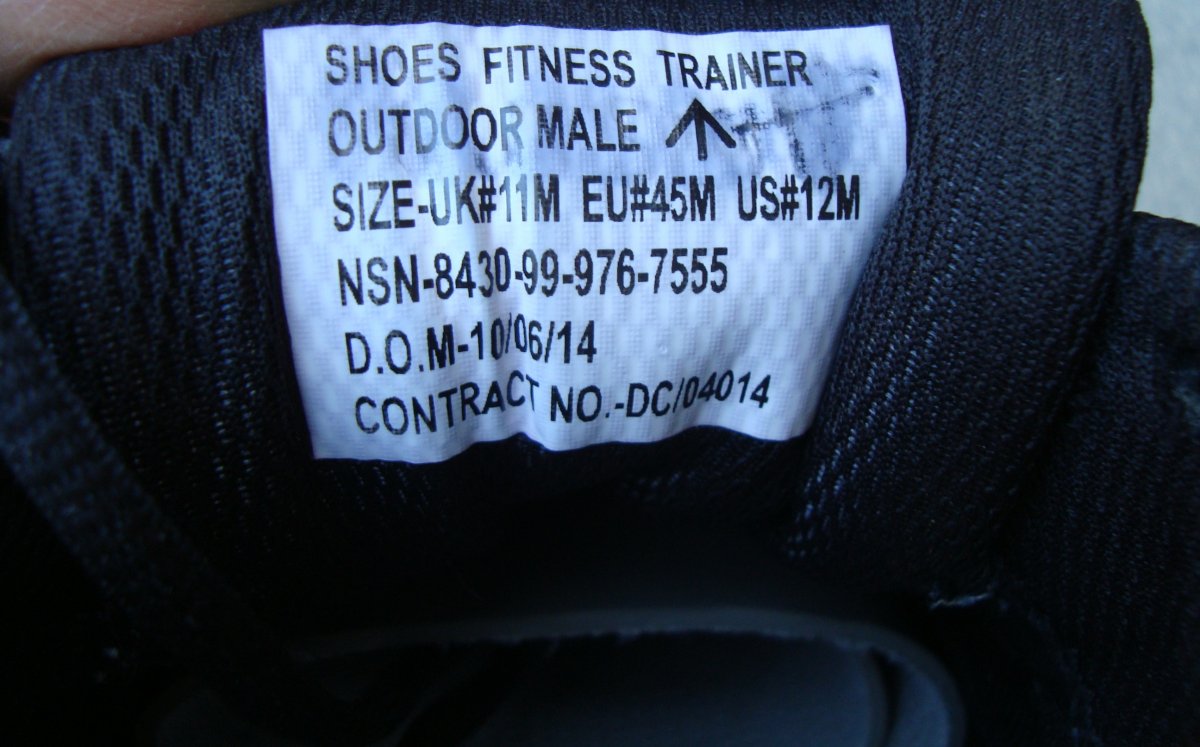 SHOES FITNESS TRAINER
OUTDOOR MALE
SIZE-UK#11M EU#45M US#12M
NSN-8430-99-976-7555
D.O.M-10/06/14
CONTRACT NO.-DC/04014